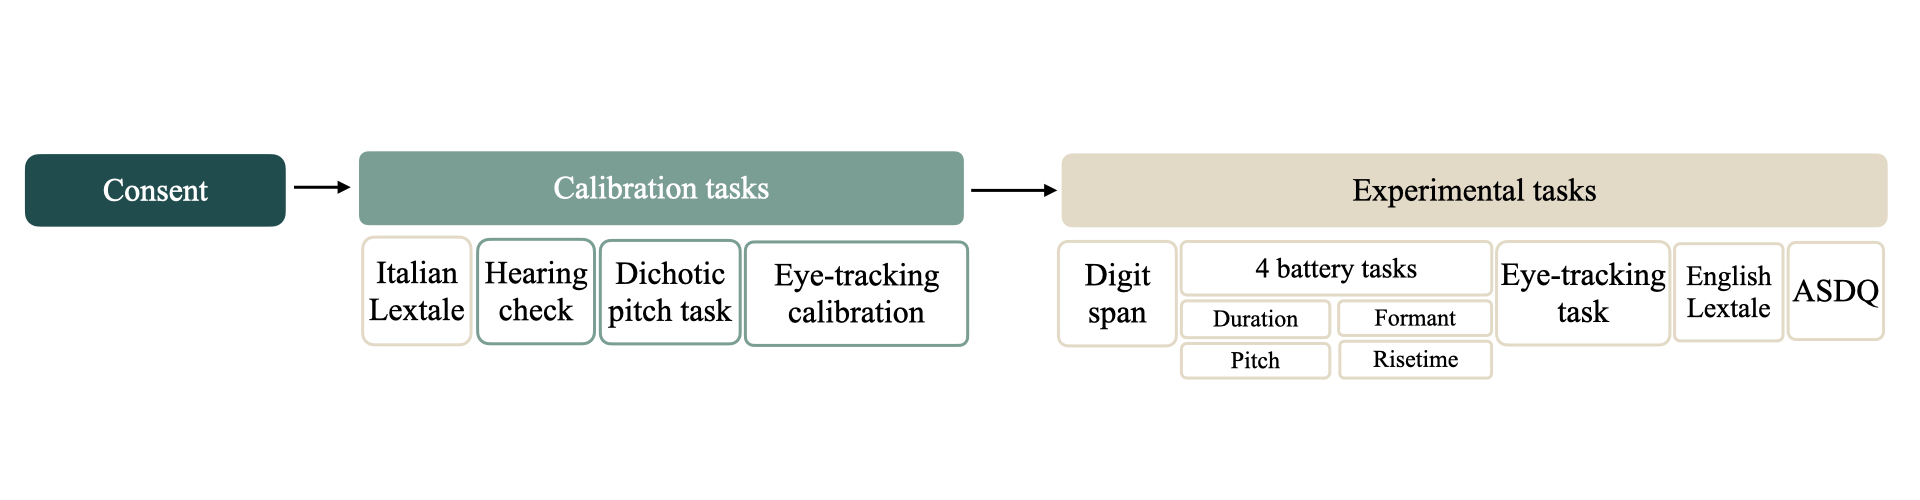 Consent
Calibration tasks
Experimental tasks
Italian
Lextale
Hearing
check
Dichotic
pitch task
Eye-tracking
calibration
Digit
span
4 battery tasks
Duration
Formant
Pitch
Risetime
Eye-tracking
task
English
Lextale
ASDQ